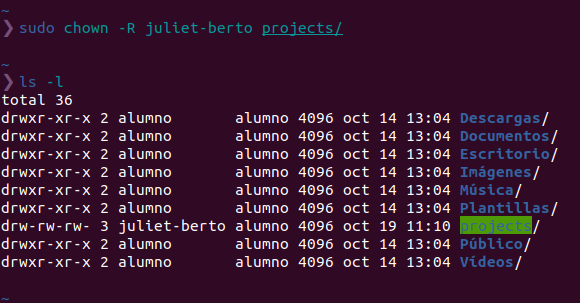 ~
❯ sudo chown -R juliet-berto projects/
~
❯ ls -l
total 36
drwxr-xr-x 2 alumno       alumno 4096 oct 14 13:04 Descargas/
drwxr-xr-x 2 alumno       alumno 4096 oct 14 13:04 Documentos/
drwxr-xr-x 2 alumno       alumno 4096 oct 14 13:04 Escritorio/
drwxr-xr-x 2 alumno       alumno 4096 oct 14 13:04 Imágenes/
drwxr-xr-x 2 alumno       alumno 4096 oct 14 13:04 Música/
drwxr-xr-x 2 alumno       alumno 4096 oct 14 13:04 Plantillas/
drw-rw-rw- 3 juliet-berto alumno 4096 oct 19 11:10 projects/
drwxr-xr-x 2 alumno       alumno 4096 oct 14 13:04 Público/
drwxr-xr-x 2 alumno       alumno 4096 oct 14 13:04 Vídeos/
~